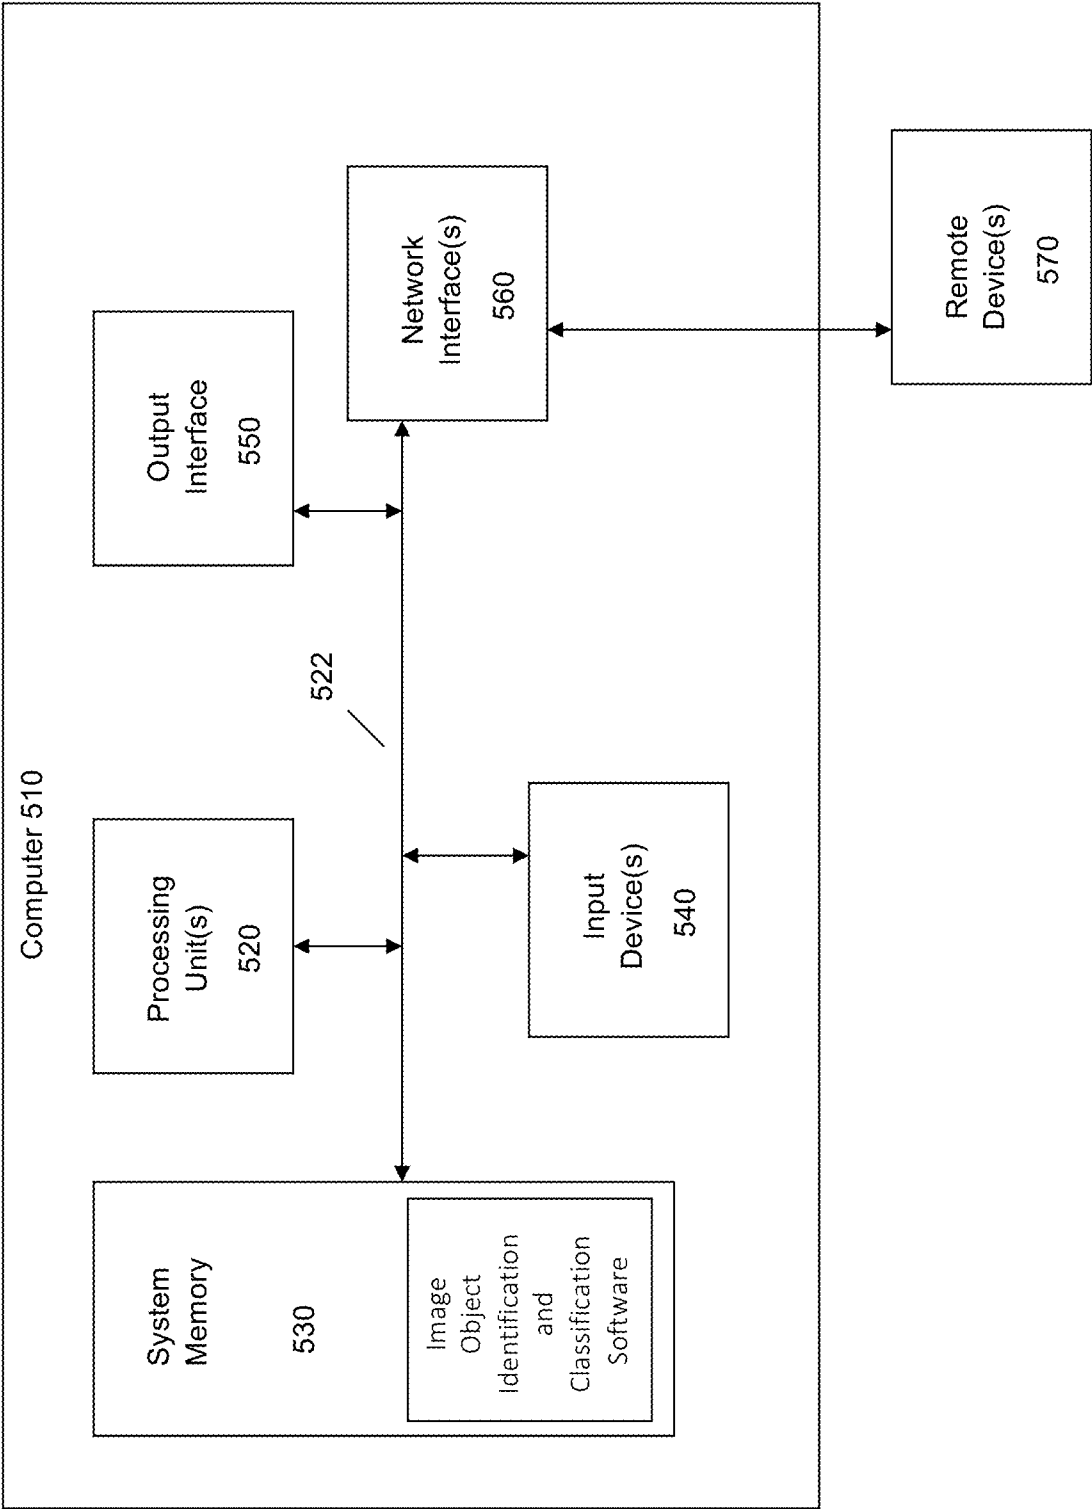 Computer 510
System
Memory
530
Image
Object
Identification
and
Classification
Software
Processing
Unit(s)
520
522
Output
Interface
550
Input
Device(s)
540
Network
Interface(s)
560
Remote
Device(s)
570